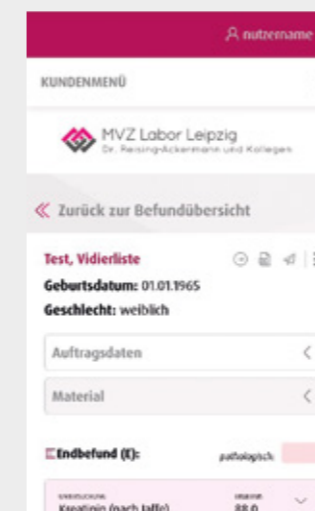 nutzername
KUNDENMENÜ
MVZ Labor Leipzig
Dr. Reising-Ackermann und Kollegen
Zurück zur Befundübersicht
Test, Vidierliste
Geburtsdatum: 01.01.1965
Geschlecht: weiblich
Auftragsdaten
Material
Endbefund (E):
pathologisch:
Kreatinin (nach Jaffe)
88.0